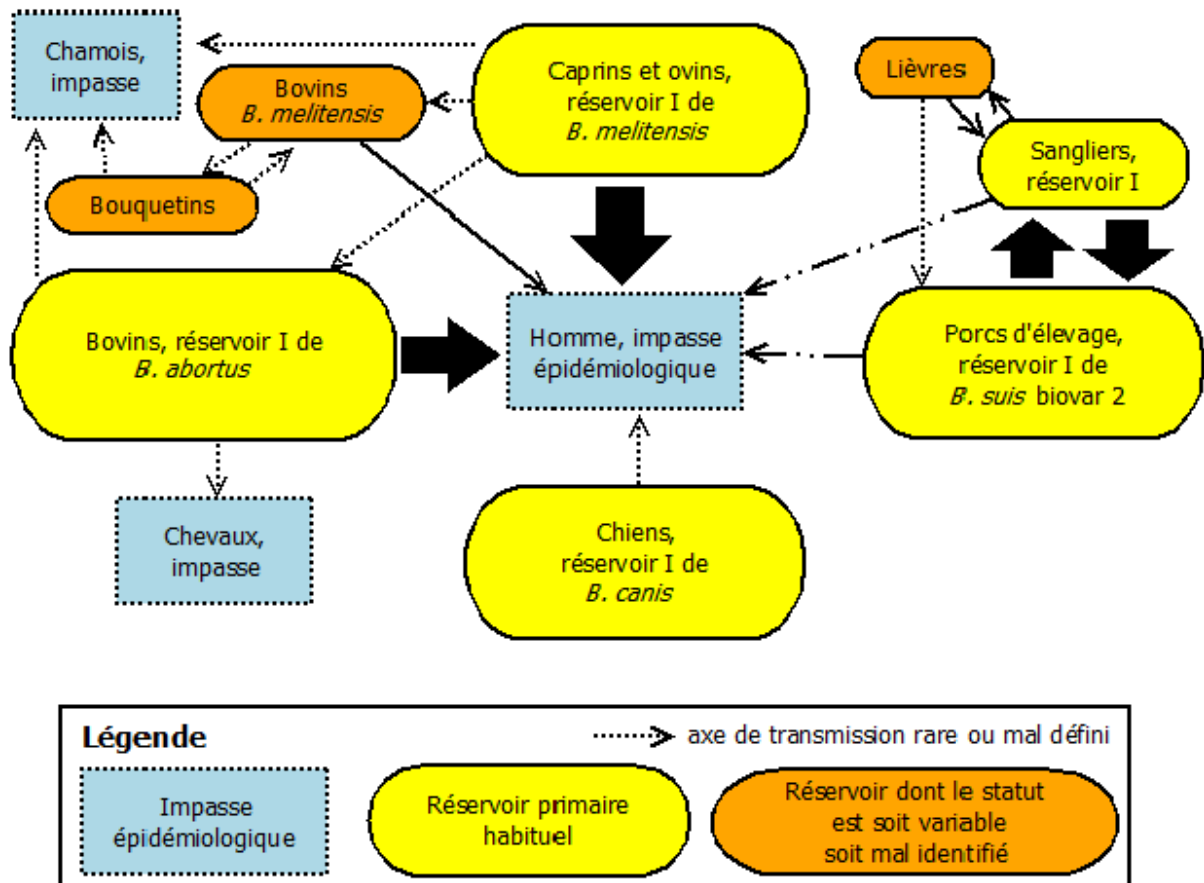 Chamois,
impasse
Bovins
B. melitensis
Caprins et ovins,
réservoir I de
B. melitensis
Lièvres
Sangliers,
réservoir I
Bouquetins
Bovins, réservoir I de
B. abortus
Homme, impasse
épidémiologique
Porcs d'élevage,
réservoir I de
B. suis biovar 2
Chevaux,
impasse
Chiens,
réservoir I de
B. canis
Légende
axe de transmission rare ou mal défini
Impasse
épidémiologique
Réservoir primaire
habituel
Réservoir dont le statut
est soit variable
soit mal identifié